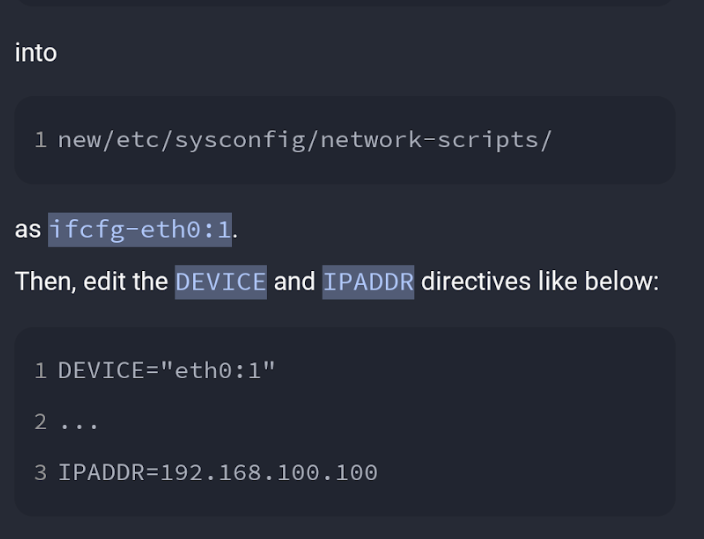 into
1 new/etc/sysconfig/network-scripts/
as ifcfg-eth0:1.
Then, edit the DEVICE and IPADDR directives like below:
1 DEVICE="eth0:1"
2 ...
3 IPADDR=192.168.100.100